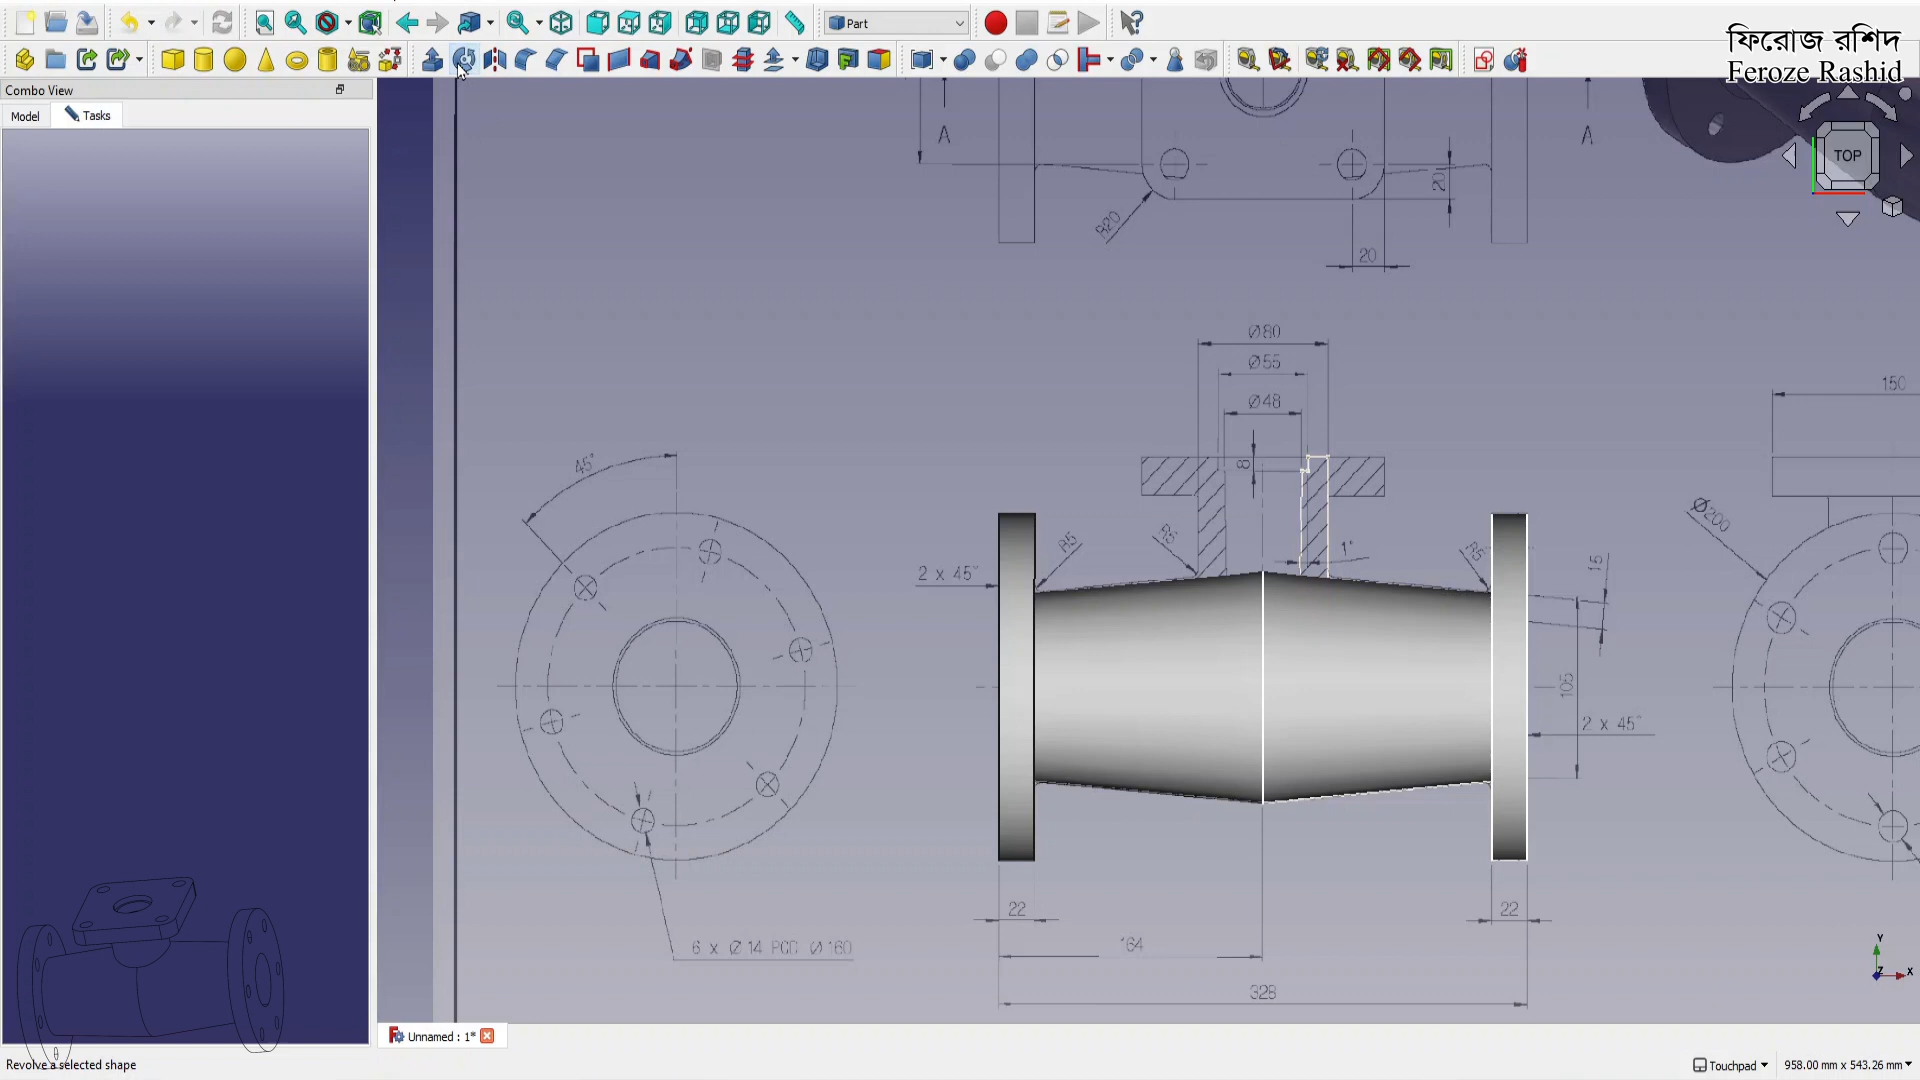 Part
ফিরোজ রশিদ
Feroze Rashid
Combo View
Model
Tasks
TOP
A
A
20
R20
20
Ø80
Ø55
Ø48
150
8
45°
Ø200
R5
R5
R5
1°
15
2 x 45°
105
2 x 45°
22
22
164
6 x Ø 14 PCD Ø 160
328
Y
Z
X
Unnamed : 1*
Revolve a selected shape
Touchpad
958.00 mm x 543.26 mm